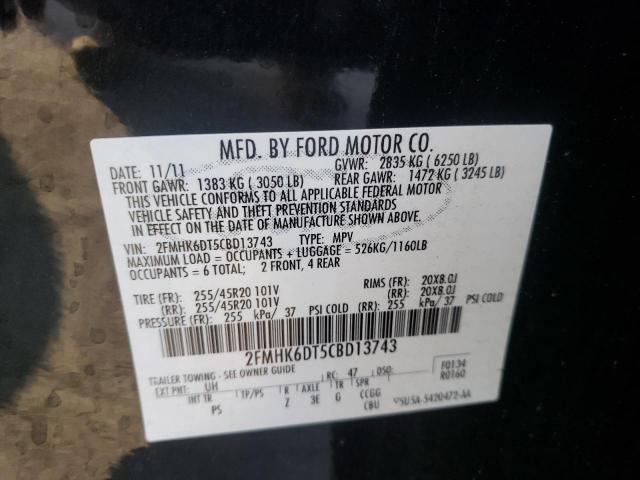 MFD. BY FORD MOTOR CO.
DATE: 11/11 GVWR: 2835 KG ( 6250 LB)
FRONT GAWR: 1383 KG ( 3050 LB) REAR GAWR: 1472 KG ( 3245 LB)
THIS VEHICLE CONFORMS TO ALL APPLICABLE FEDERAL MOTOR
VEHICLE SAFETY AND THEFT PREVENTION STANDARDS
IN EFFECT ON THE DATE OF MANUFACTURE SHOWN ABOVE.
VIN: 2FMHK6DT5CBD13743 TYPE: MPV
MAXIMUM LOAD = OCCUPANTS + LUGGAGE = 526KG/1160LB
OCCUPANTS = 6 TOTAL; 2 FRONT, 4 REAR
TIRE (FR): 255/45R20 101V RIMS (FR): 20X8.0J
(RR): 255/45R20 101V (RR): 20X8.0J
PRESSURE (FR): 255 kPa/ 37 PSI COLD (RR): 255 kPa/ 37 PSI COLD
2FMHK6DT5CBD13743
TRAILER TOWING - SEE OWNER GUIDE
EXT PNT: UH RC: 47 DSO: F0134
R0160
INT TR TP/PS R AXLE TR SPR
PS Z 3E G CCGG
CBU